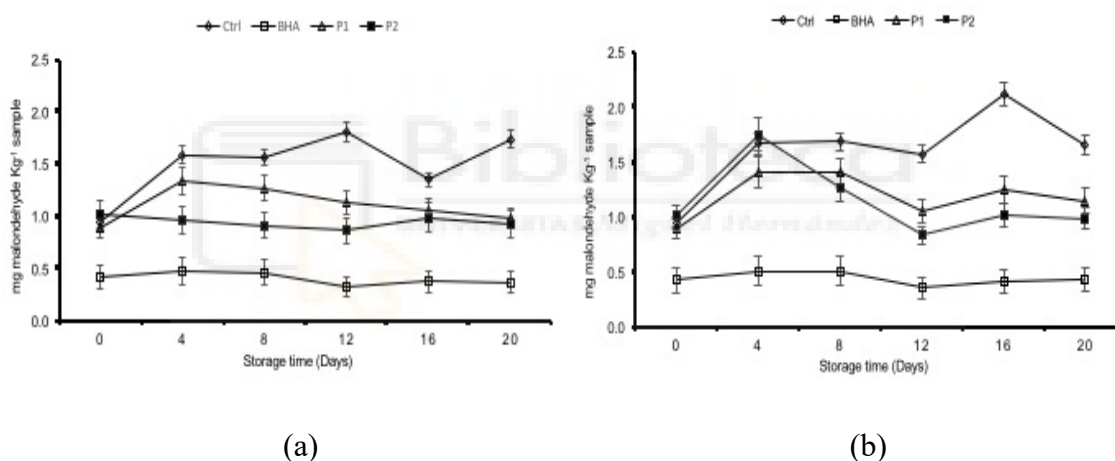 Ctrl BHA P1 P2
2.5
2.0
1.5
1.0
0.5
0.0
mg malondehyde Kg⁻¹ sample
0 4 8 12 16 20
Storage time (Days)
(a)
Ctrl BHA P1 P2
2.5
2.0
1.5
1.0
0.5
0.0
mg malondehyde Kg⁻¹ sample
0 4 8 12 16 20
Storage time (Days)
(b)
Biblioteca